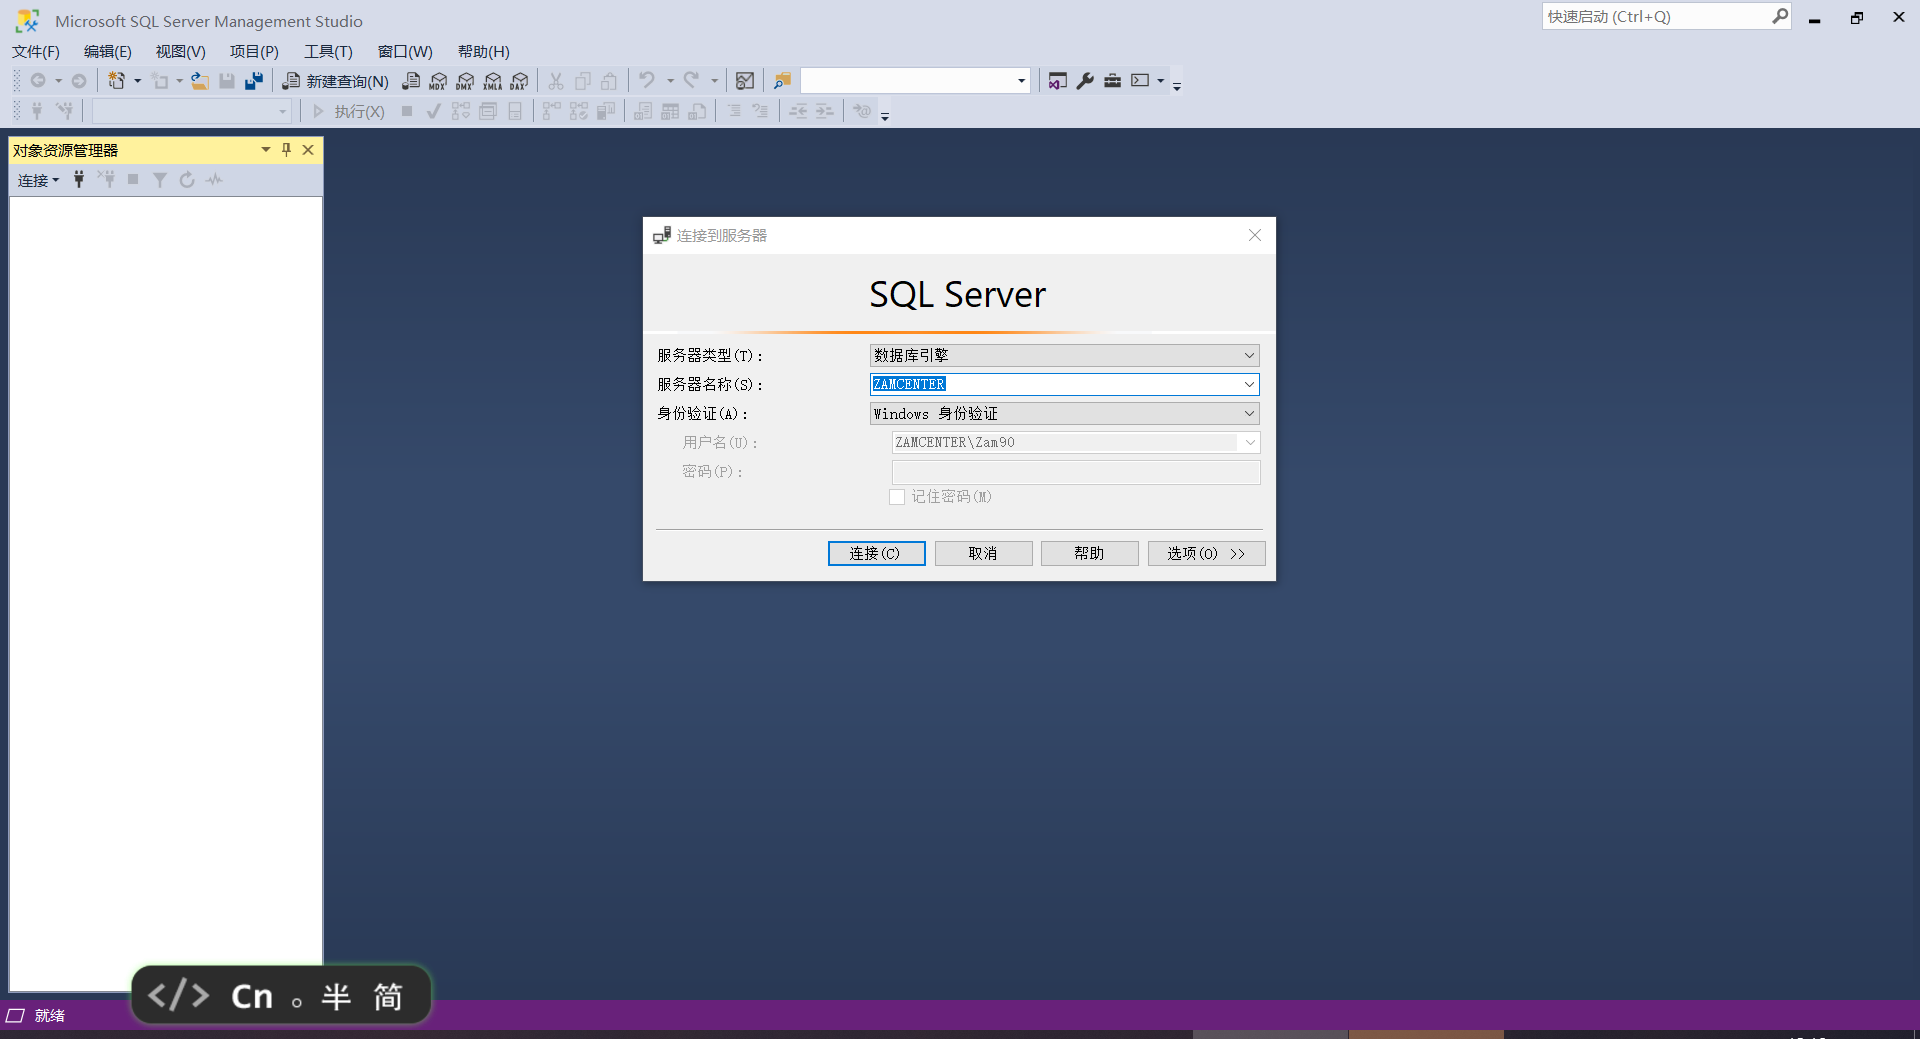 Microsoft SQL Server Management Studio
快速启动 (Ctrl+Q)
文件(F) 编辑(E) 视图(V) 项目(P) 工具(T) 窗口(W) 帮助(H)
新建查询(N) MDX DMX XMLA DAX
执行(X)
对象资源管理器
连接
连接到服务器
SQL Server
服务器类型(T): 数据库引擎
服务器名称(S): ZAMCENTER
身份验证(A): Windows 身份验证
用户名(U): ZAMCENTER\Zam90
密码(P):
记住密码(M)
连接(C) 取消 帮助 选项(O) >>
</> Cn 。 半 简
就绪